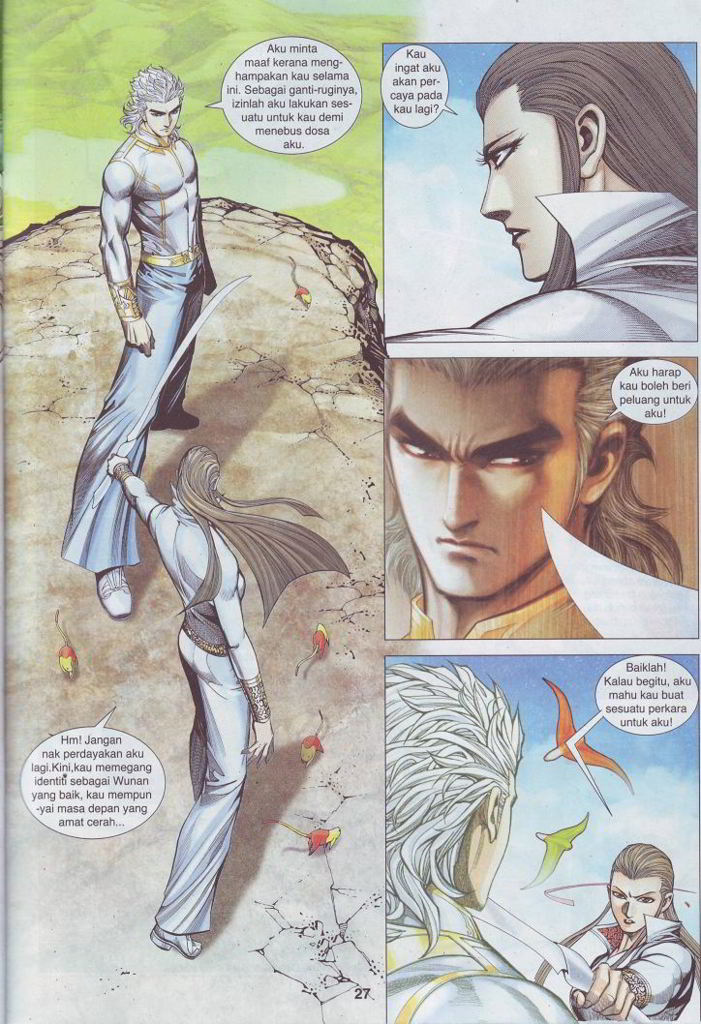 Aku minta
maaf kerana meng-
hampakan kau selama
ini. Sebagai ganti-ruginya,
izinlah aku lakukan ses-
uatu untuk kau demi
menebus dosa
aku.
Hm! Jangan
nak perdayakan aku
lagi.Kini,kau memegang
identiti sebagai Wunan
yang baik, kau mempun
-yai masa depan yang
amat cerah...
Kau
ingat aku
akan per-
caya pada
kau lagi?
Aku harap
kau boleh beri
peluang untuk
aku!
Baiklah!
Kalau begitu, aku
mahu kau buat
sesuatu perkara
untuk aku!
27